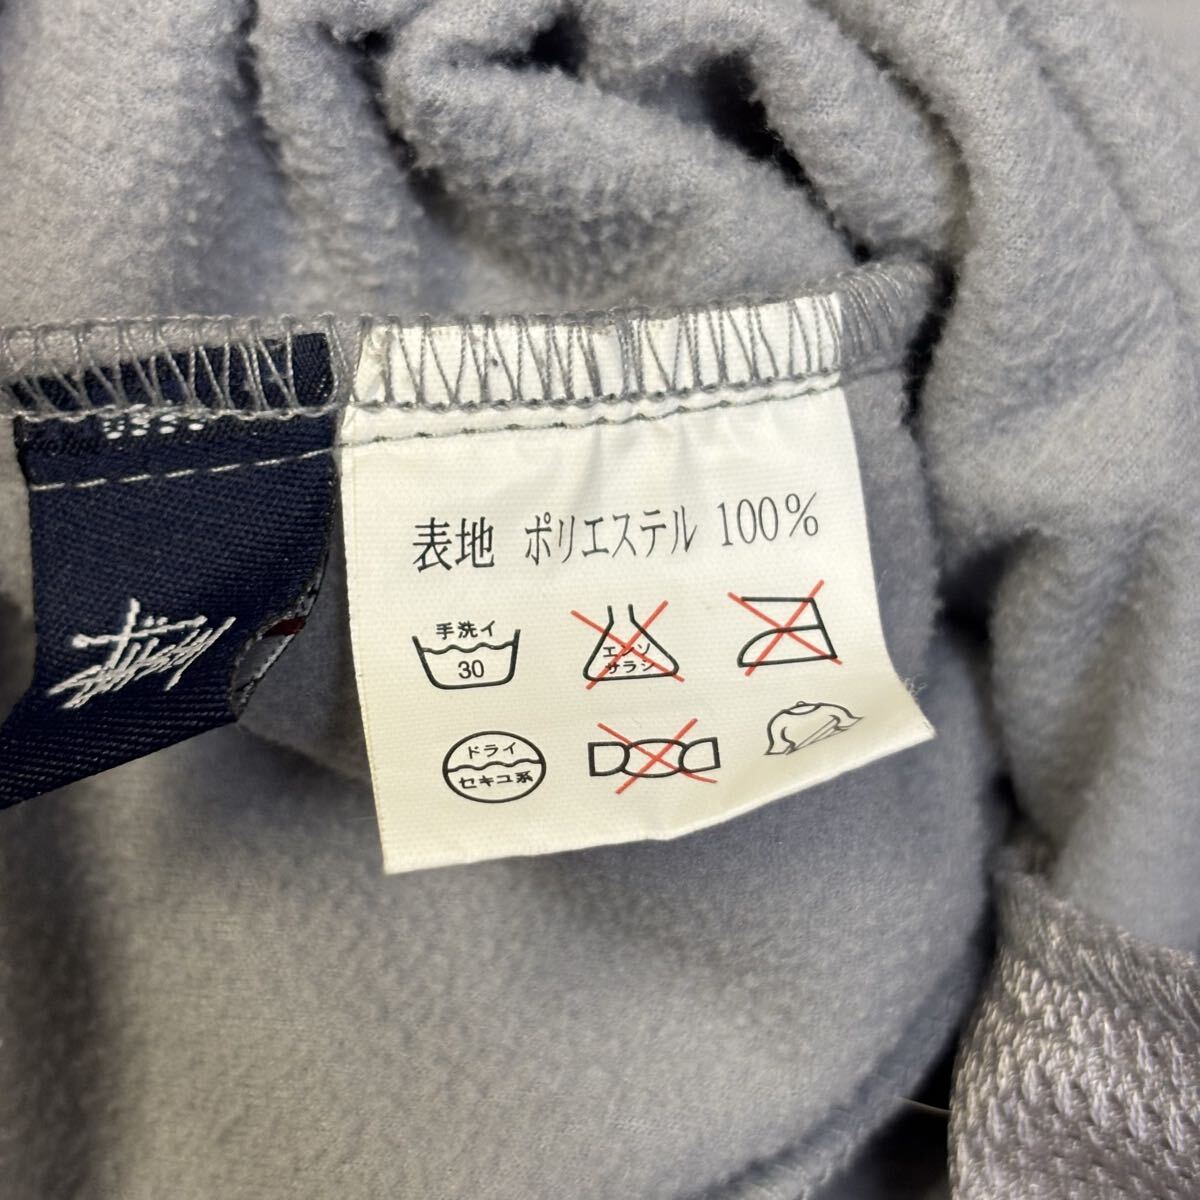 表地 ポリエステル 100%
手洗イ
30
エンソ
サラシ
ドライ
セキユ系